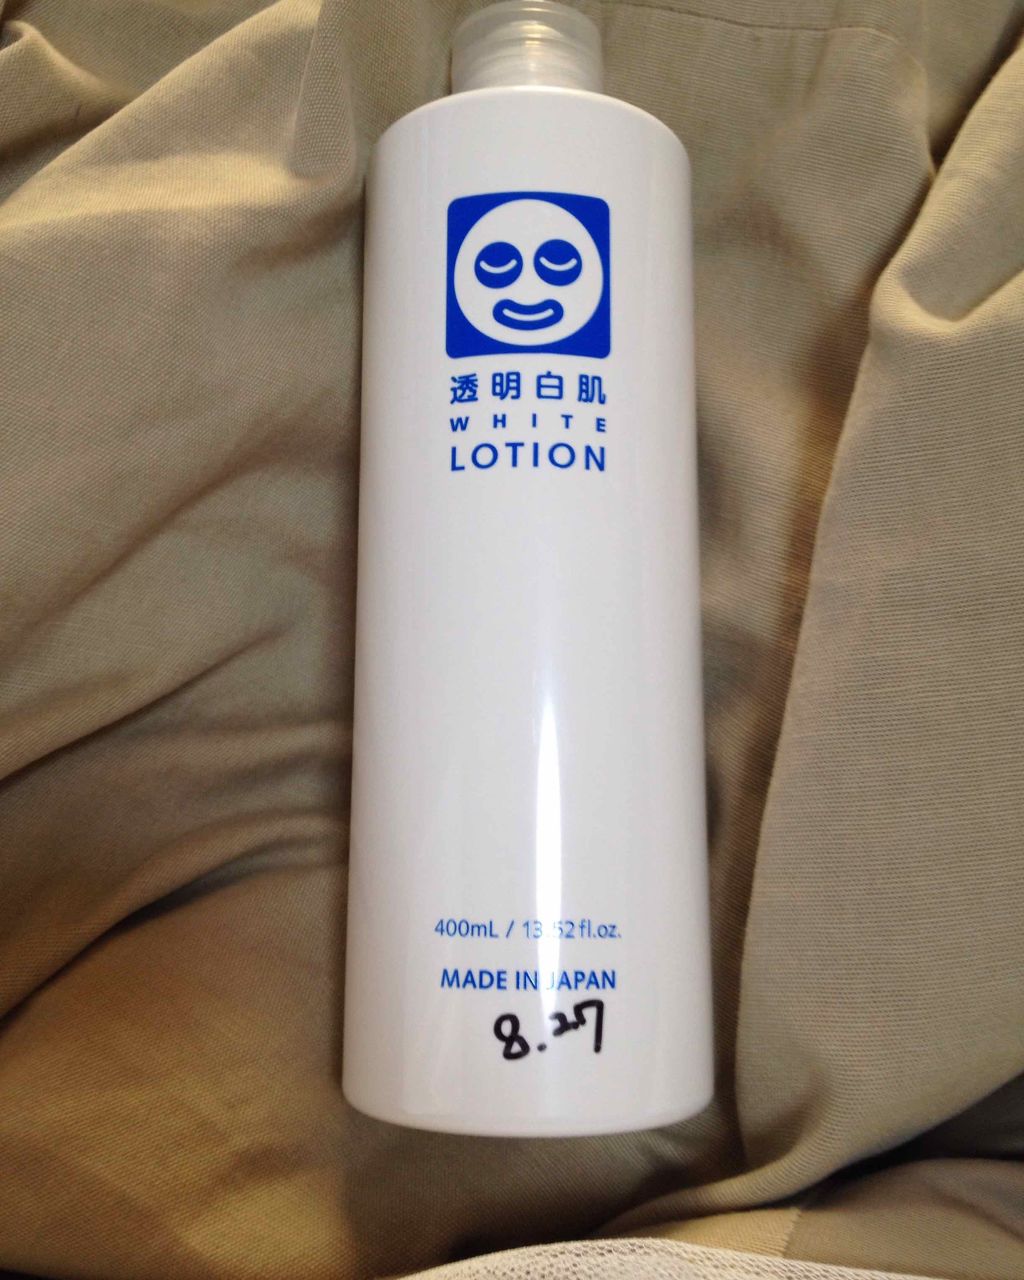 透明白肌
WHITE
LOTION
400mL / 13.52 fl.oz.
MADE IN JAPAN
8.27